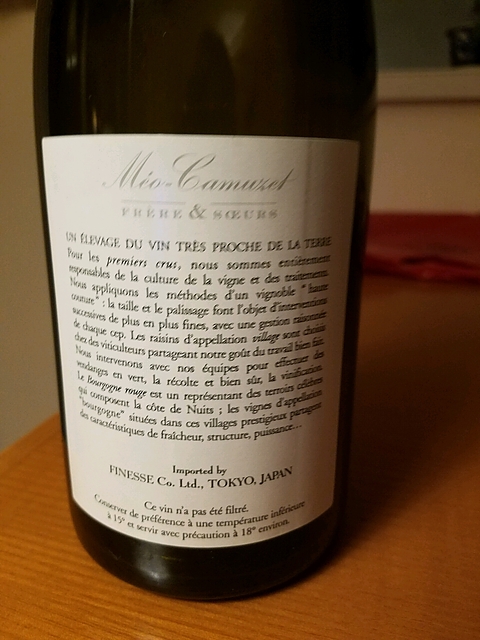 Méo-Camuzet
FRÈRE & SŒURS
UN ÉLEVAGE DU VIN TRÈS PROCHE DE LA TERRE
Pour les premiers crus, nous sommes entièrement
responsables de la culture de la vigne et des traitements.
Nous appliquons les méthodes d'un vignoble "haute
couture" : la taille et le palissage font l'objet d'interventions
successives de plus en plus fines, avec une gestion raisonnée
de chaque cep. Les raisins d'appellation village sont choisis
chez des viticulteurs partageant notre goût du travail bien fait.
Nous intervenons avec nos équipes pour effectuer des
vendanges en vert, la récolte et bien sûr, la vinification.
Le Bourgogne rouge est un représentant des terroirs célèbres
qui composent la côte de Nuits ; les vignes d'appellation
"bourgogne" situées dans ces villages prestigieux partagent
des caractéristiques de fraîcheur, structure, puissance...
Imported by
FINESSE Co. Ltd., TOKYO, JAPAN
Ce vin n'a pas été filtré.
Conserver de préférence à une température inférieure
à 15° et servir avec précaution à 18° environ.